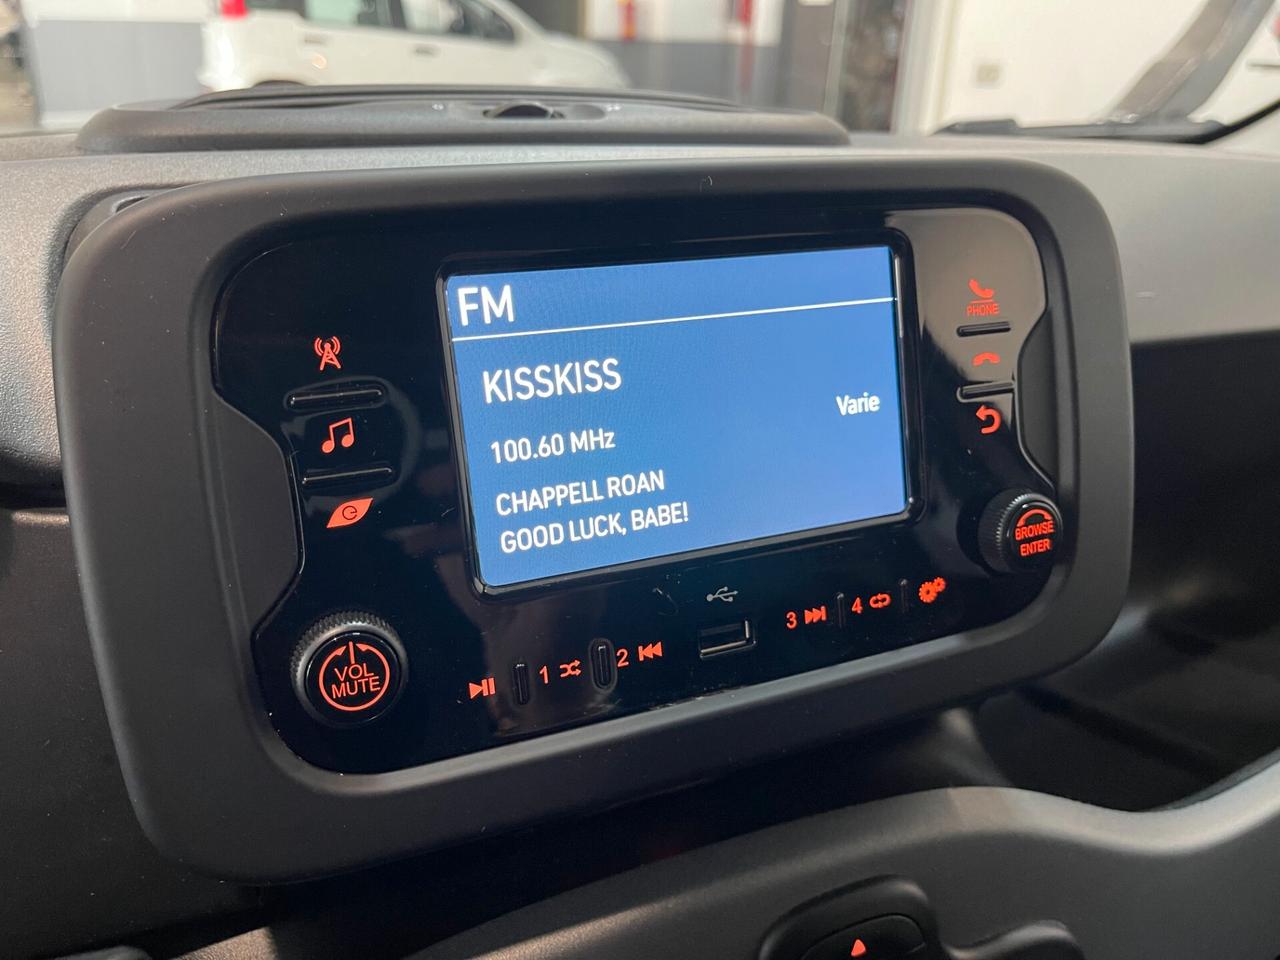 FM
KISSKISS
Varie
100.60 MHz
CHAPPELL ROAN
GOOD LUCK, BABE!
PHONE
BROWSE
ENTER
VOL
MUTE
1
2
3
4